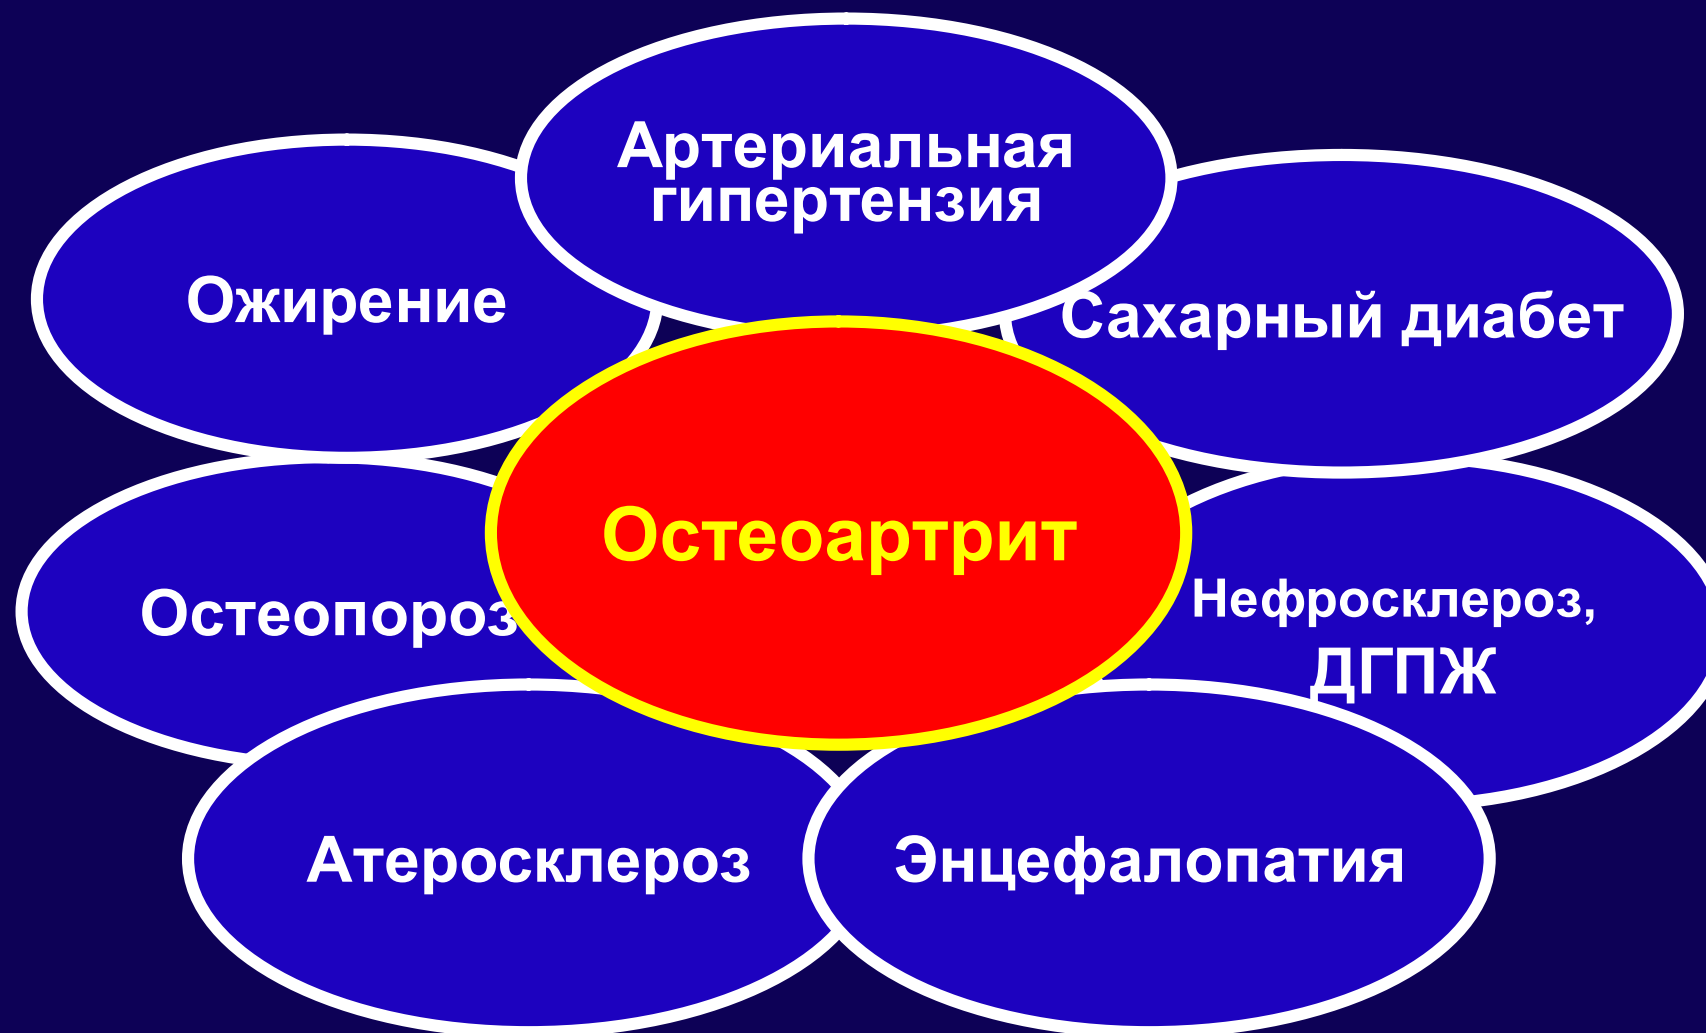 Артериальная
гипертензия
Ожирение
Сахарный диабет
Остеоартрит
Остеопороз
Нефросклероз,
ДГПЖ
Атеросклероз
Энцефалопатия